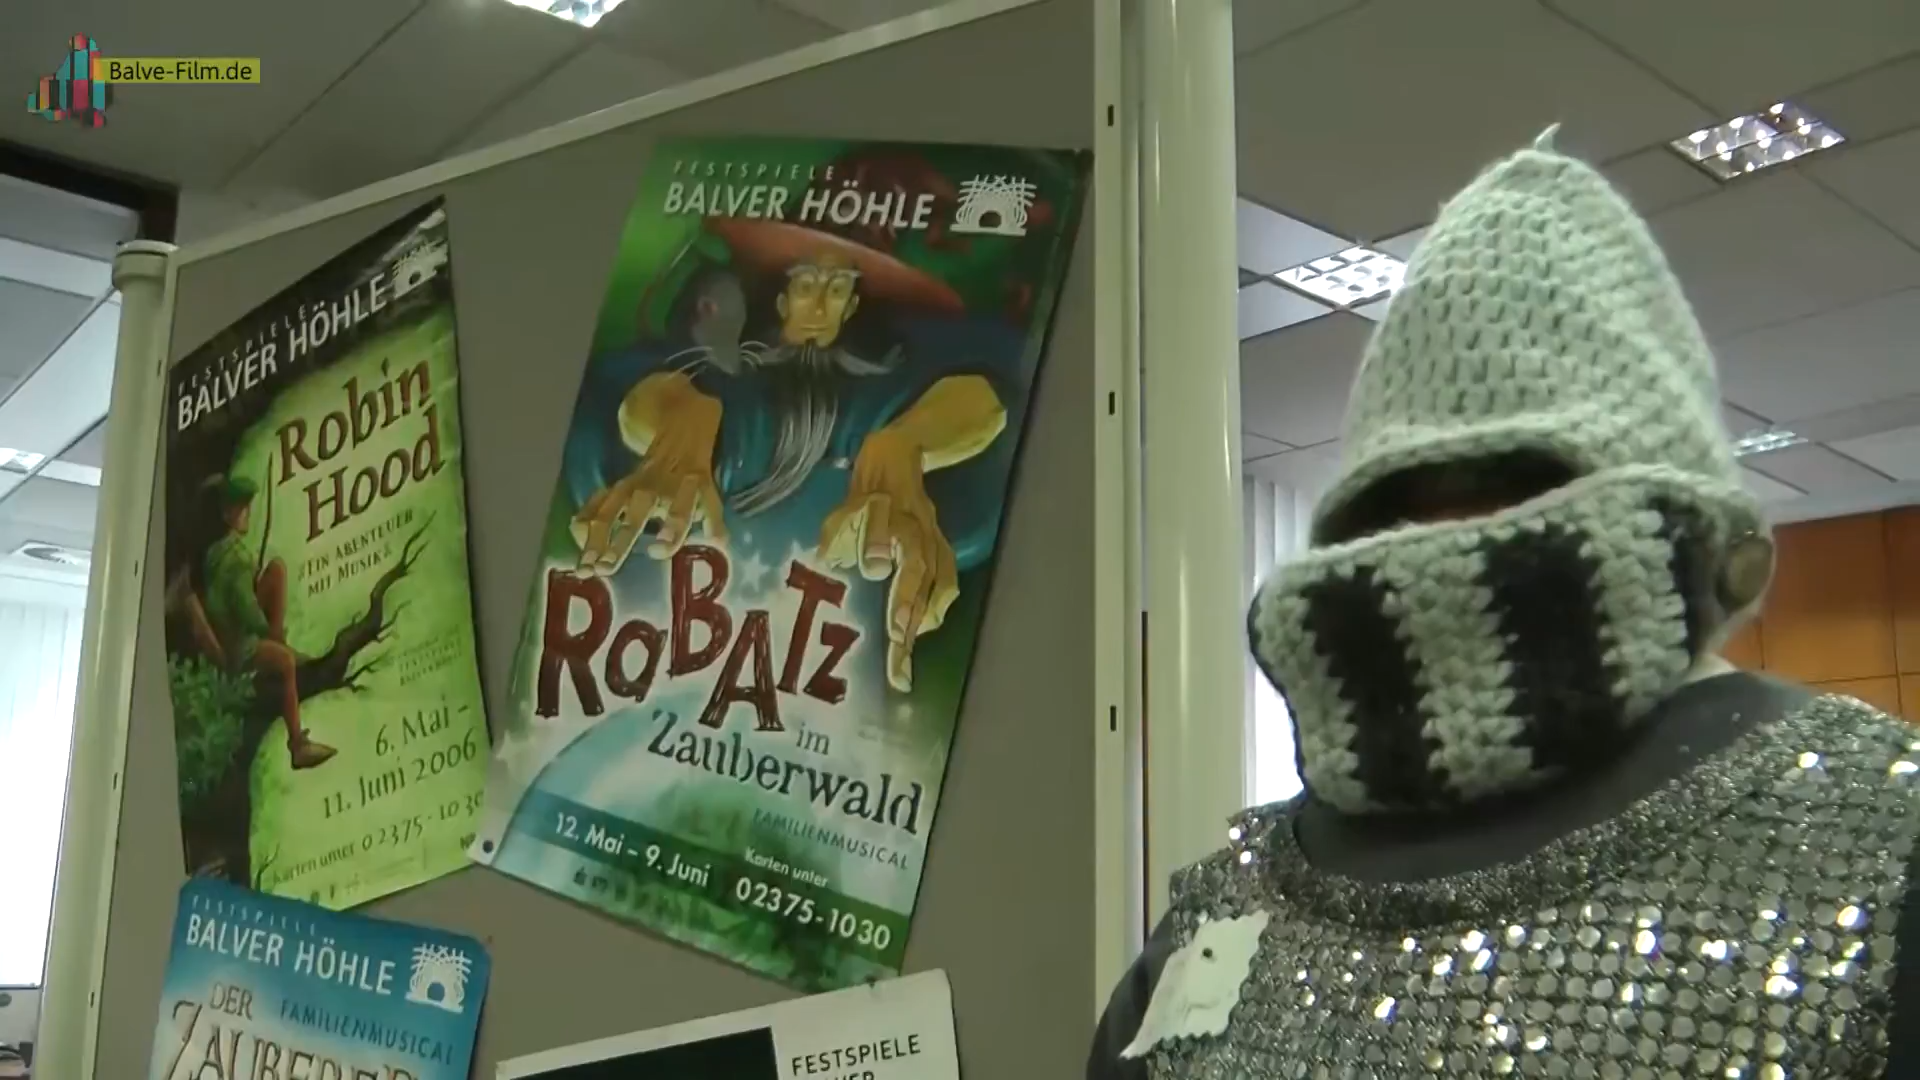 Balve-Film.de
FESTSPIELE
BALVER HÖHLE
Robin
Hood
EIN ABENTEUER
MIT MUSIK
6. Mai -
11. Juni 2006
Karten unter 02375-1030
FESTSPIELE
BALVER HÖHLE
RaBATz
im
Zauberwald
FAMILIENMUSICAL
12. Mai - 9. Juni
Karten unter
02375-1030
FESTSPIELE
BALVER HÖHLE
DER
FAMILIENMUSICAL
FESTSPIELE